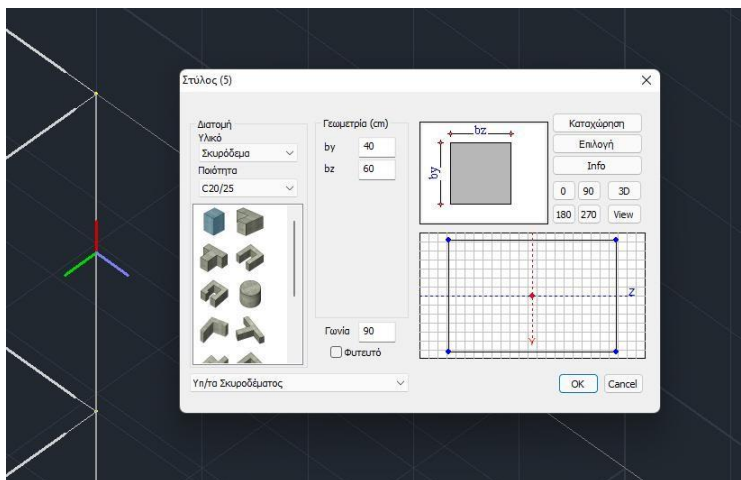 Στύλος (5)
Διατομή
Υλικό
Σκυρόδεμα
Ποιότητα
C20/25
Γεωμετρία (cm)
by 40
bz 60
Γωνία 90
Φυτευτό
Υπ/τα Σκυροδέματος
bz
by
Καταχώρηση
Επιλογή
Info
0 90 3D
180 270 View
Z
Y
OK Cancel